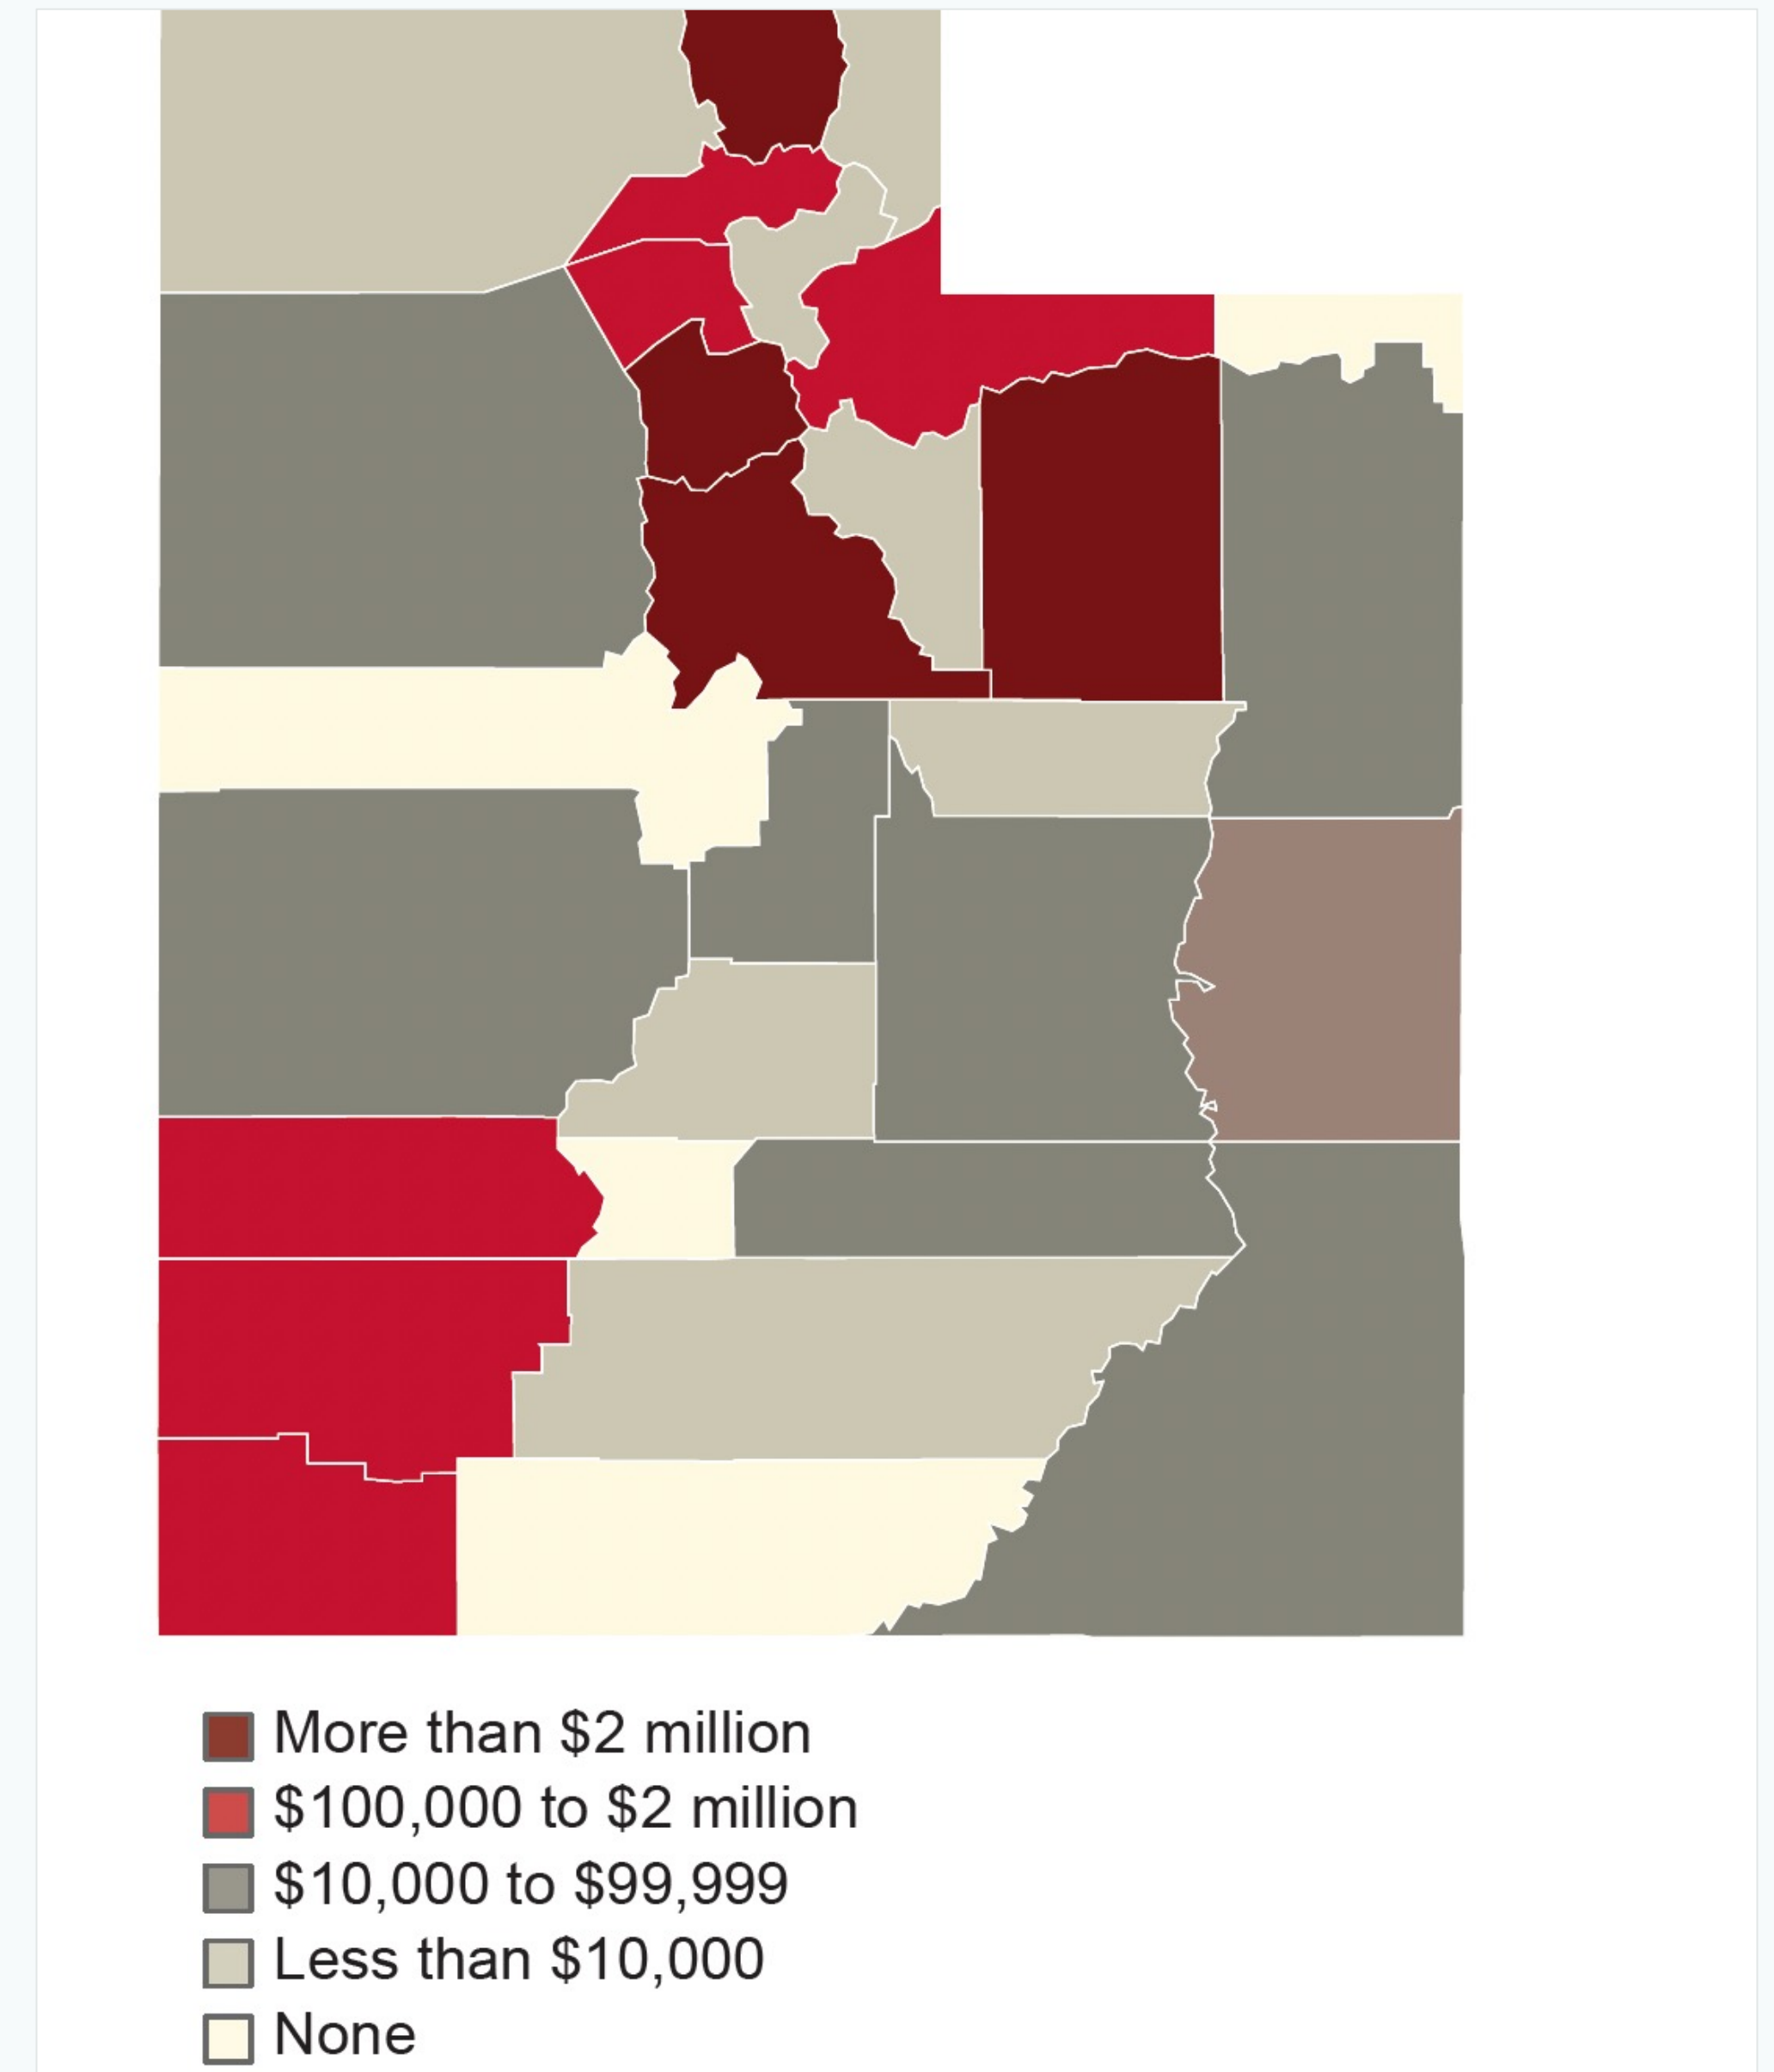 More than $2 million
$100,000 to $2 million
$10,000 to $99,999
Less than $10,000
None